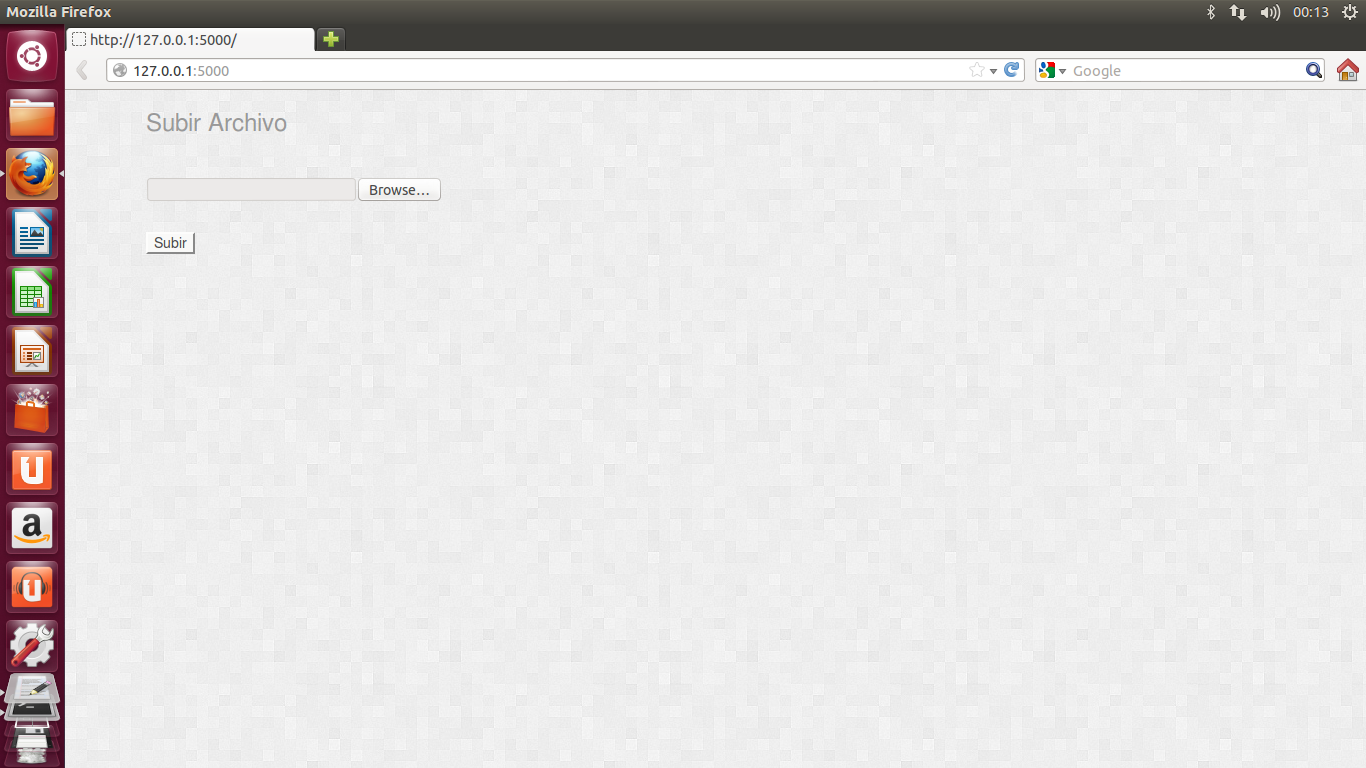 Mozilla Firefox
00:13
http://127.0.0.1:5000/
127.0.0.1:5000
Google
Subir Archivo
Browse...
Subir